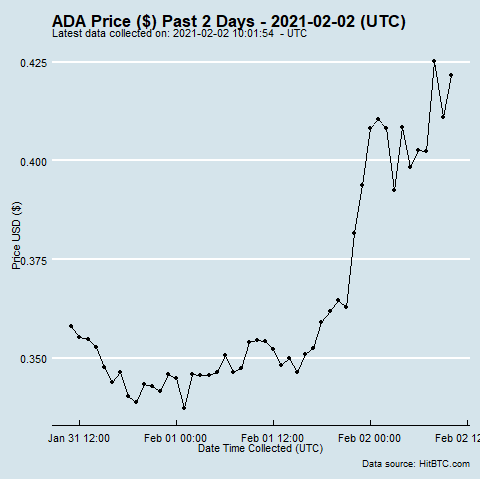 ADA Price ($) Past 2 Days - 2021-02-02 (UTC)
Latest data collected on: 2021-02-02 10:01:54 - UTC
0.425
0.400
0.375
0.350
Price USD ($)
Jan 31 12:00 Feb 01 00:00 Feb 01 12:00 Feb 02 00:00 Feb 02 12
Date Time Collected (UTC)
Data source: HitBTC.com